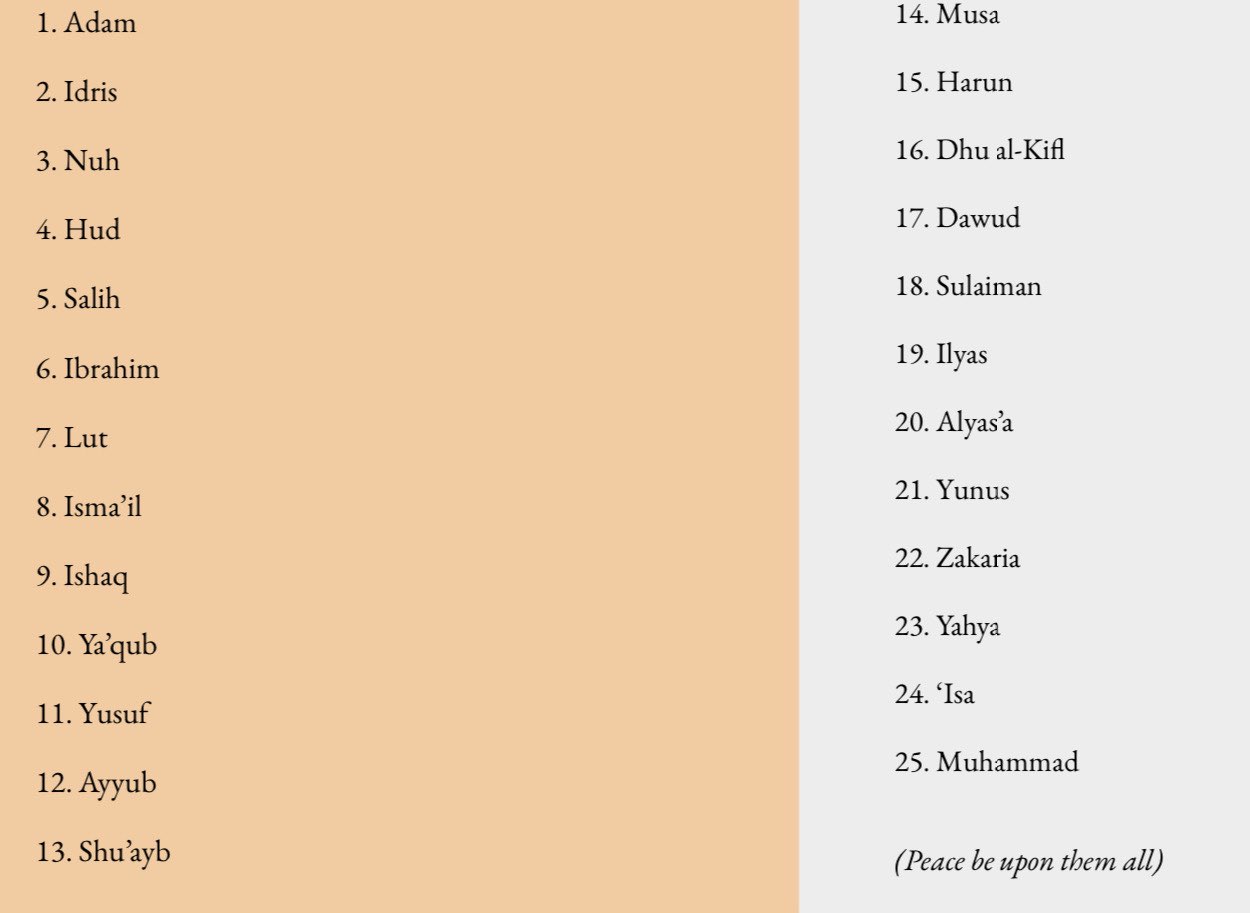 1. Adam
2. Idris
3. Nuh
4. Hud
5. Salih
6. Ibrahim
7. Lut
8. Isma’il
9. Ishaq
10. Ya’qub
11. Yusuf
12. Ayyub
13. Shu’ayb
14. Musa
15. Harun
16. Dhu al-Kifl
17. Dawud
18. Sulaiman
19. Ilyas
20. Alyas’a
21. Yunus
22. Zakaria
23. Yahya
24. ‘Isa
25. Muhammad
(Peace be upon them all)